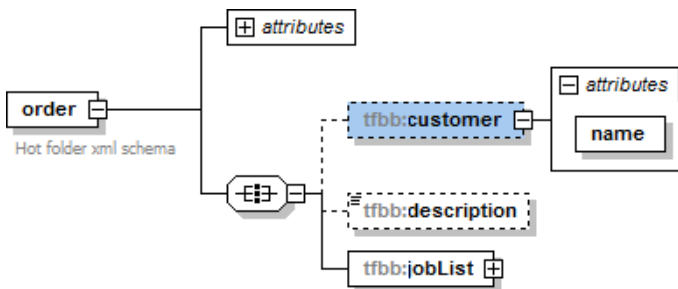 attributes
order
Hot folder xml schema
tfbb:customer
attributes
name
tfbb:description
tfbb:jobList